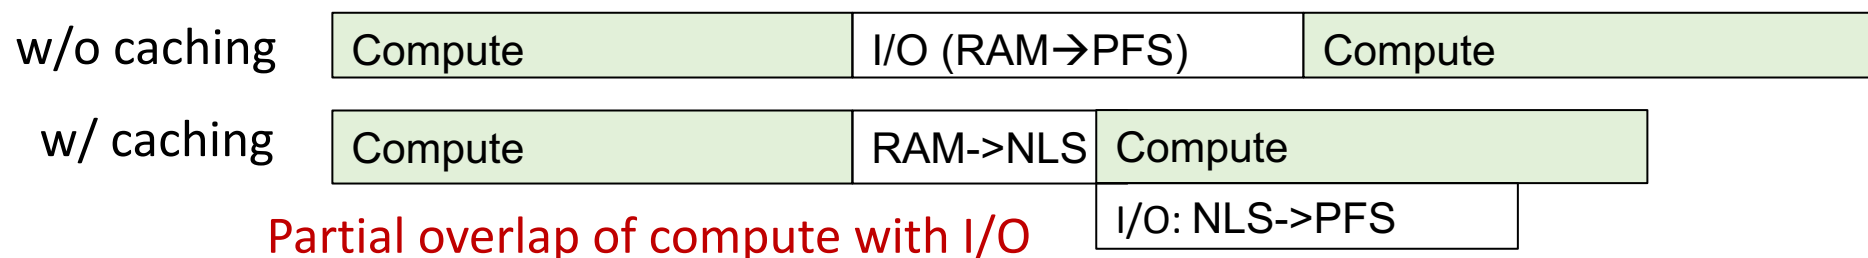 w/o caching Compute I/O (RAM→PFS) Compute
w/ caching Compute RAM->NLS Compute
I/O: NLS->PFS
Partial overlap of compute with I/O